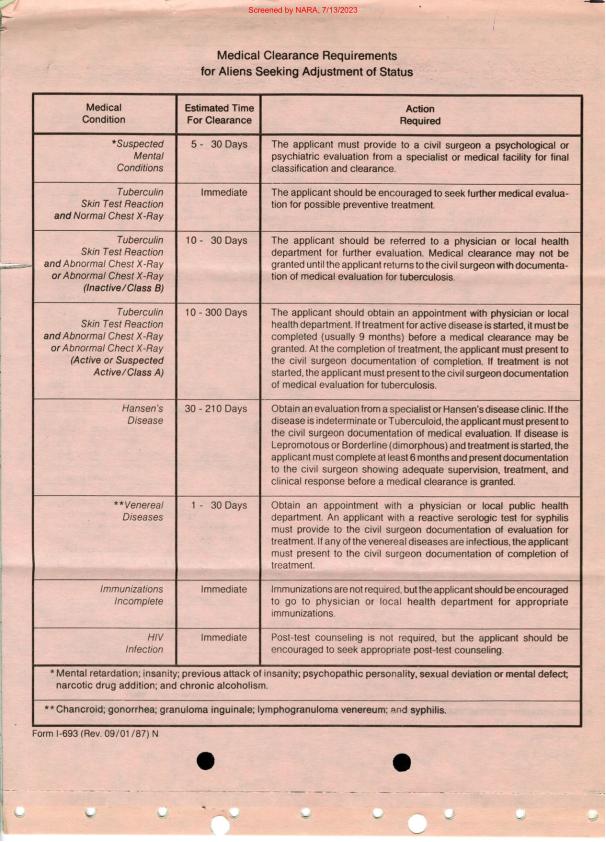 Screened by NARA, 7/13/2023
Medical Clearance Requirements
for Aliens Seeking Adjustment of Status
Medical
Condition
Estimated Time
For Clearance
Action
Required
*Suspected
Mental
Conditions
5 - 30 Days
The applicant must provide to a civil surgeon a psychological or
psychiatric evaluation from a specialist or medical facility for final
classification and clearance.
Tuberculin
Skin Test Reaction
and Normal Chest X-Ray
Immediate
The applicant should be encouraged to seek further medical evalua-
tion for possible preventive treatment.
Tuberculin
Skin Test Reaction
and Abnormal Chest X-Ray
or Abnormal Chest X-Ray
(Inactive/Class B)
10 - 30 Days
The applicant should be referred to a physician or local health
department for further evaluation. Medical clearance may not be
granted until the applicant returns to the civil surgeon with documenta-
tion of medical evaluation for tuberculosis.
Tuberculin
Skin Test Reaction
and Abnormal Chest X-Ray
or Abnormal Chect X-Ray
(Active or Suspected
Active/Class A)
10 - 300 Days
The applicant should obtain an appointment with physician or local
health department. If treatment for active disease is started, it must be
completed (usually 9 months) before a medical clearance may be
granted. At the completion of treatment, the applicant must present to
the civil surgeon documentation of completion. If treatment is not
started, the applicant must present to the civil surgeon documentation
of medical evaluation for tuberculosis.
Hansen's
Disease
30 - 210 Days
Obtain an evaluation from a specialist or Hansen's disease clinic. If the
disease is indeterminate or Tuberculoid, the applicant must present to
the civil surgeon documentation of medical evaluation. If disease is
Lepromotous or Borderline (dimorphous) and treatment is started, the
applicant must complete at least 6 months and present documentation
to the civil surgeon showing adequate supervision, treatment, and
clinical response before a medical clearance is granted.
**Venereal
Diseases
1 - 30 Days
Obtain an appointment with a physician or local public health
department. An applicant with a reactive serologic test for syphilis
must provide to the civil surgeon documentation of evaluation for
treatment. If any of the venereal diseases are infectious, the applicant
must present to the civil surgeon documentation of completion of
treatment.
Immunizations
Incomplete
Immediate
Immunizations are not required, but the applicant should be encouraged
to go to physician or local health department for appropriate
immunizations.
HIV
Infection
Immediate
Post-test counseling is not required, but the applicant should be
encouraged to seek appropriate post-test counseling.
* Mental retardation; insanity; previous attack of insanity; psychopathic personality, sexual deviation or mental defect;
narcotic drug addition; and chronic alcoholism.
** Chancroid; gonorrhea; granuloma inguinale; lymphogranuloma venereum; and syphilis.
Form I-693 (Rev. 09/01/87) N